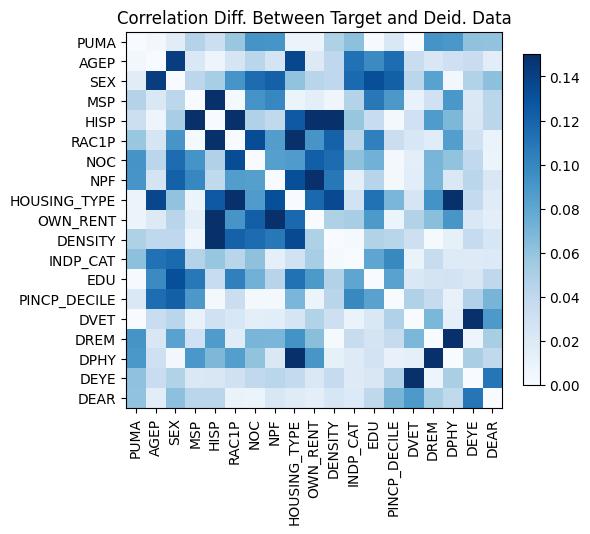 Correlation Diff. Between Target and Deid. Data
PUMA
AGEP
SEX
MSP
HISP
RAC1P
NOC
NPF
HOUSING_TYPE
OWN_RENT
DENSITY
INDP_CAT
EDU
PINCP_DECILE
DVET
DREM
DPHY
DEYE
DEAR
PUMA
AGEP
SEX
MSP
HISP
RAC1P
NOC
NPF
HOUSING_TYPE
OWN_RENT
DENSITY
INDP_CAT
EDU
PINCP_DECILE
DVET
DREM
DPHY
DEYE
DEAR
0.14
0.12
0.10
0.08
0.06
0.04
0.02
0.00